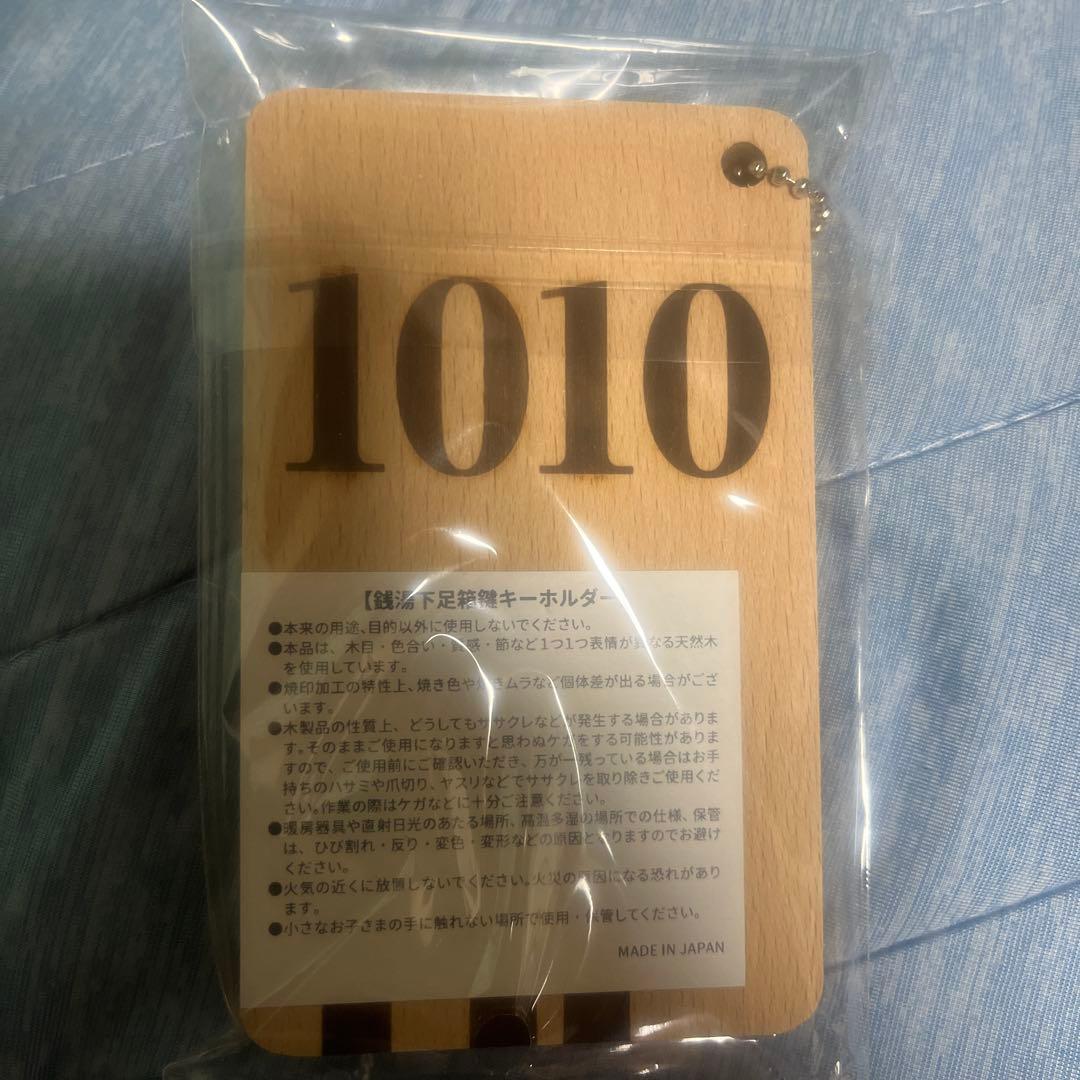 1010
【銭湯下足箱鍵キーホルダー
●本来の用途、目的以外に使用しないでください。
●本品は、木目・色合い・質感・節など1つ1つ表情が異なる天然木
を使用しています。
●焼印加工の特性上、焼き色や焼きムラなど個体差が出る場合がござ
います。
●木製品の性質上、どうしてもササクレなどが発生する場合がありま
す。そのままご使用になりますと思わぬケガをする可能性がありま
すので、ご使用前にご確認いただき、万が一残っている場合はお手
持ちのハサミや爪切り、ヤスリなどでササクレを取り除きご使用くだ
さい。作業の際はケガなどに十分ご注意ください。
●暖房器具や直射日光のあたる場所、高温多湿の場所での仕様、保管
は、ひび割れ・反り・変色・変形などの原因となりますのでお避け
ください。
●火気の近くに放置しないでください。火災の原因になる恐れがあり
ます。
●小さなお子さまの手に触れない場所で使用・保管してください。
MADE IN JAPAN